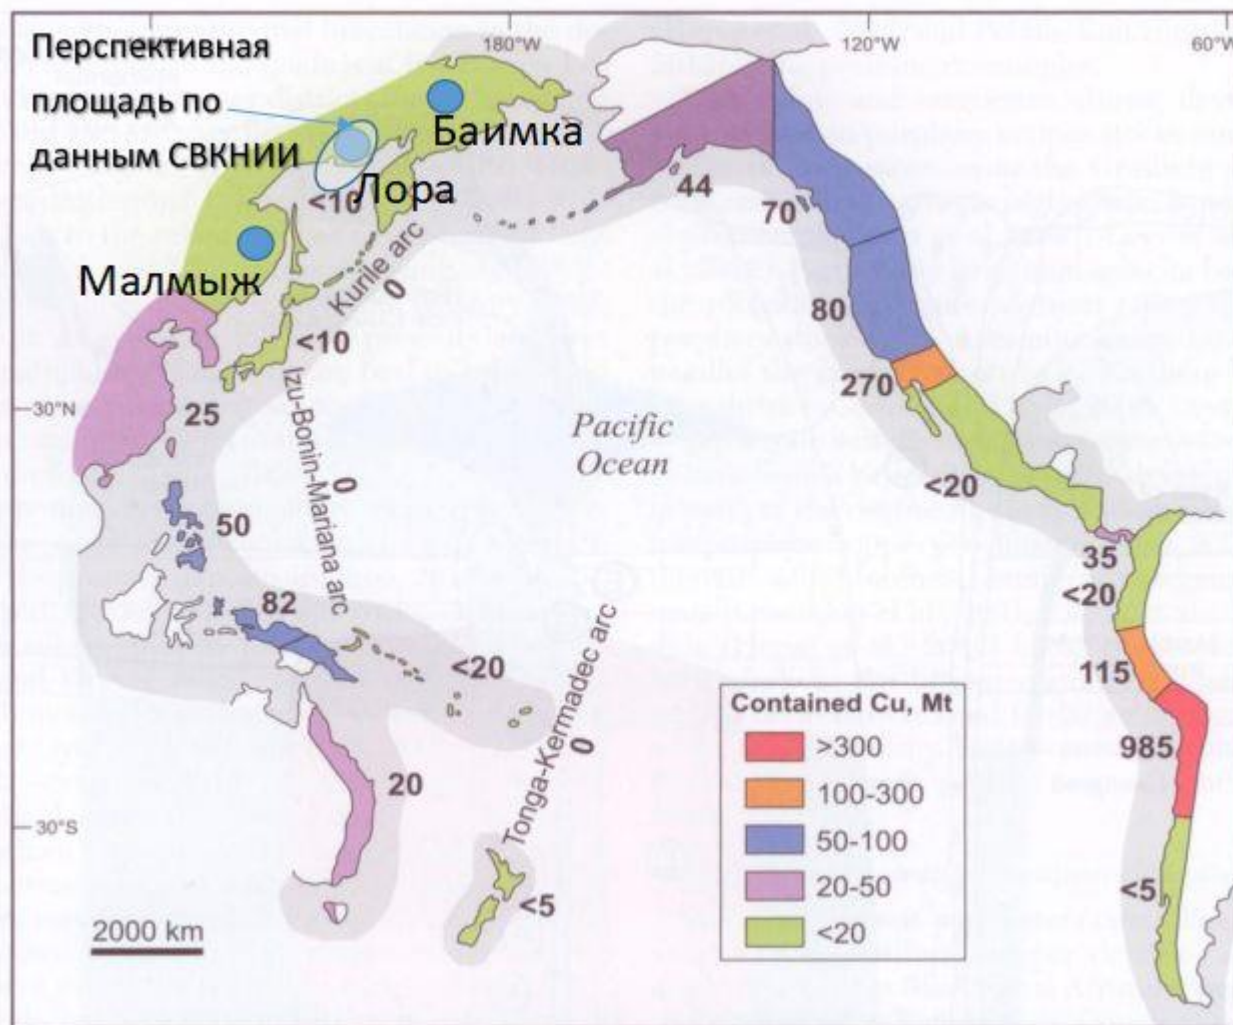 Перспективная
площадь по
данным СВКНИИ
180°W
120°W
60°W
Баимка
Лора
<10
Малмыж
44
70
Kurile arc
0
<10
80
270
25
30°N
Izu-Bonin-Mariana arc
0
Pacific
Ocean
<20
50
35
<20
82
<20
115
Tonga-Kermadec arc
0
985
20
30°S
<5
<5
2000 km
Contained Cu, Mt
>300
100-300
50-100
20-50
<20